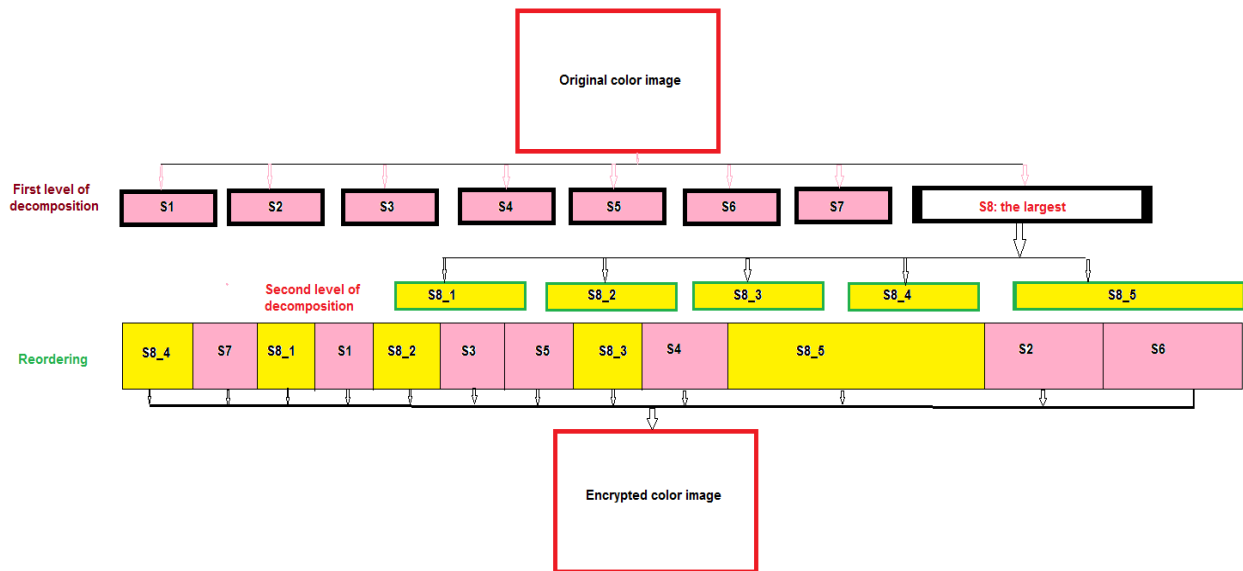 Original color image
First level of
decomposition
S1
S2
S3
S4
S5
S6
S7
S8: the largest
Second level of
decomposition
S8_1
S8_2
S8_3
S8_4
S8_5
Reordering
S8_4
S7
S8_1
S1
S8_2
S3
S5
S8_3
S4
S8_5
S2
S6
Encrypted color image